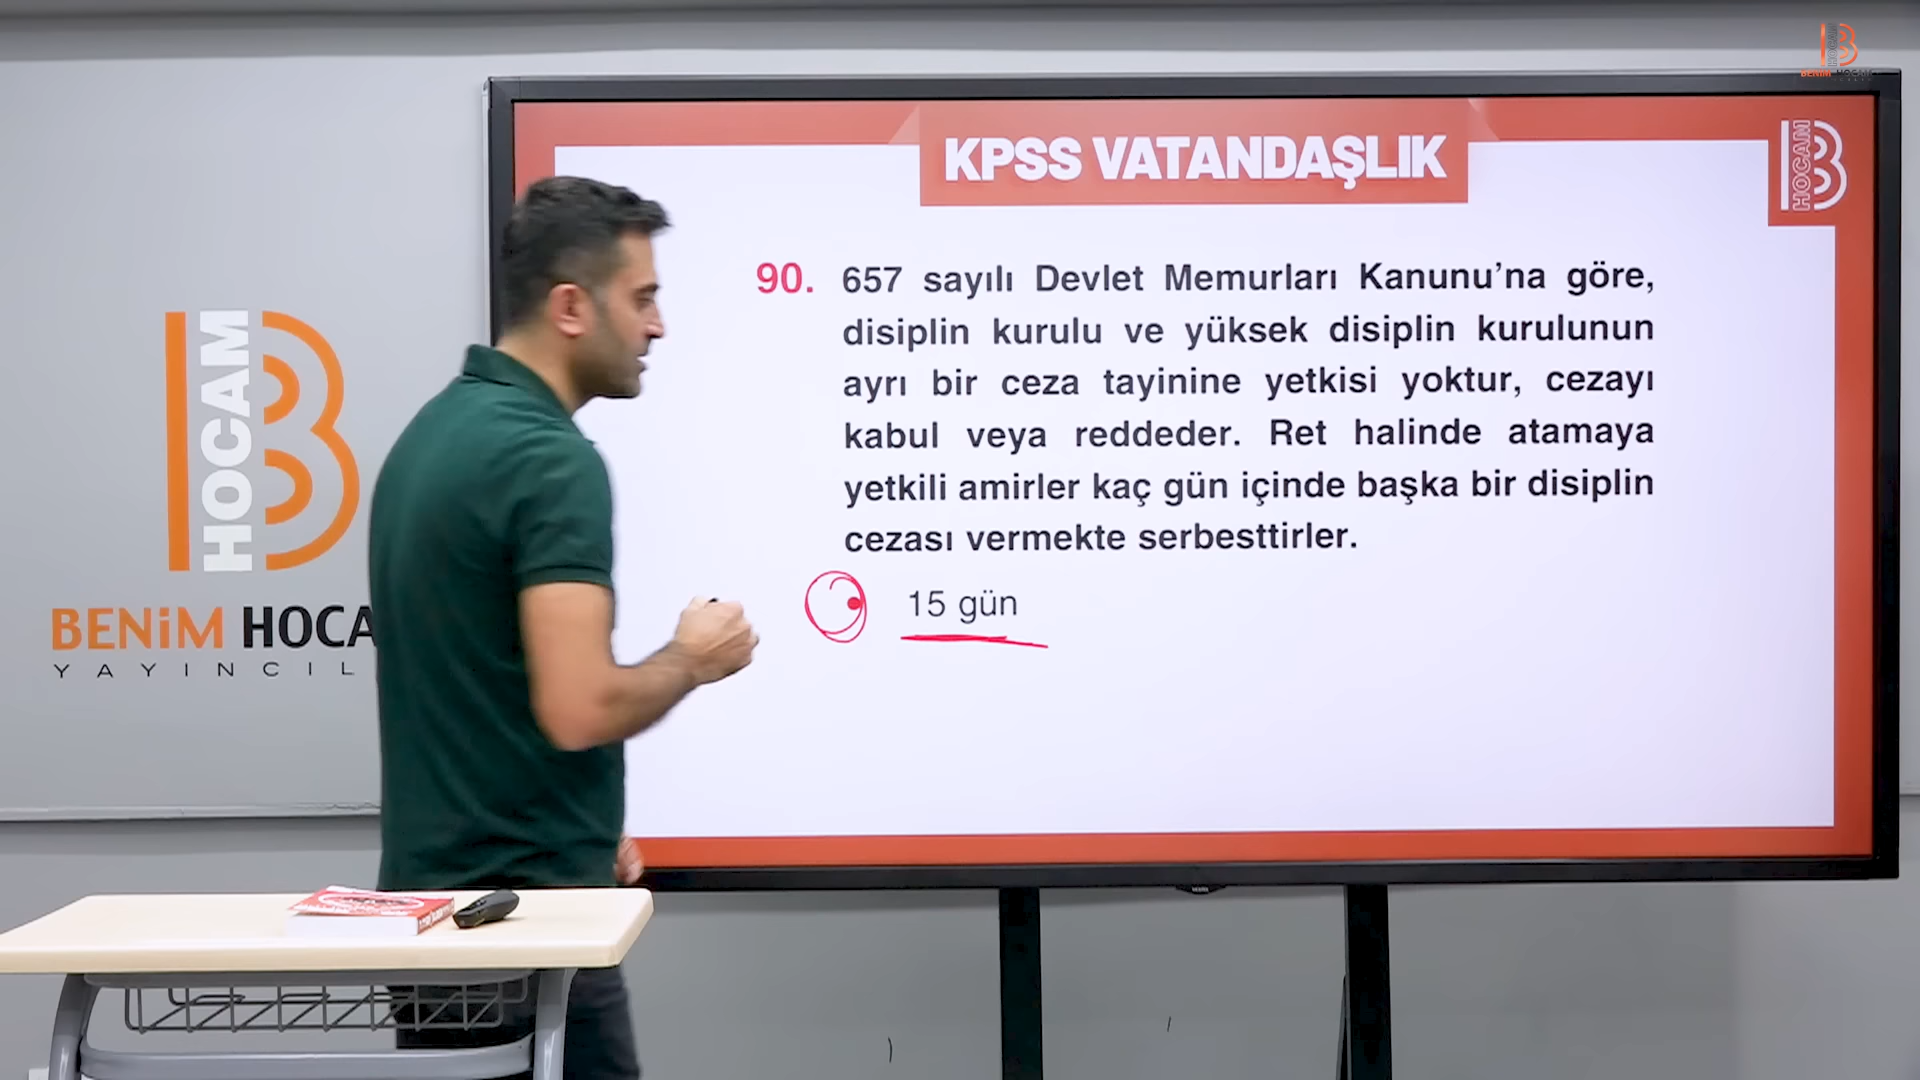 BENİM HOCAM
KPSS VATANDAŞLIK
HOCAM
90. 657 sayılı Devlet Memurları Kanunu’na göre,
disiplin kurulu ve yüksek disiplin kurulunun
ayrı bir ceza tayinine yetkisi yoktur, cezayı
kabul veya reddeder. Ret halinde atamaya
yetkili amirler kaç gün içinde başka bir disiplin
cezası vermekte serbesttirler.
15 gün
HOCAM
BENİM HOCA
YAYINCIL